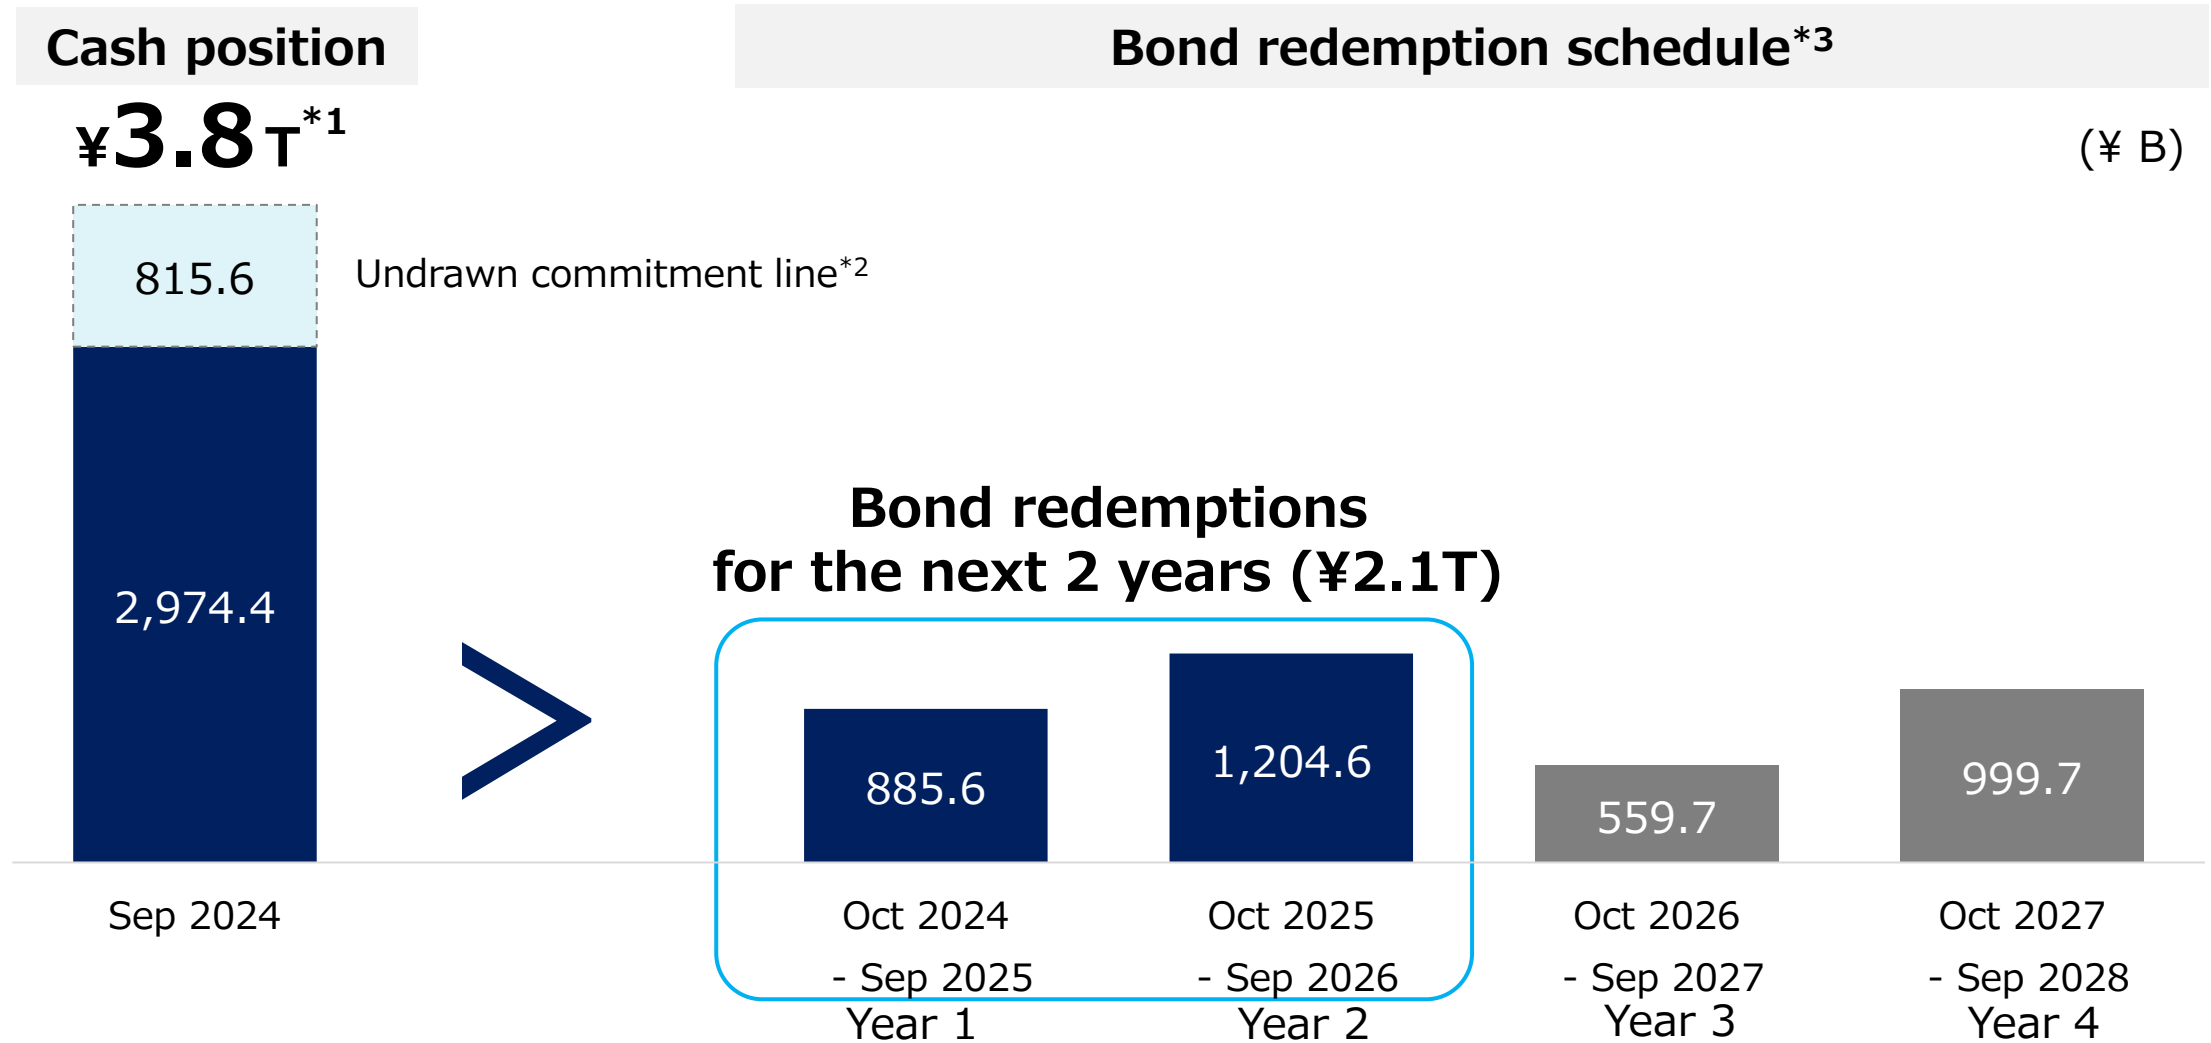 Cash position
¥3.8T*1
815.6
Undrawn commitment line*2
2,974.4
Sep 2024
Bond redemption schedule*3
(¥ B)
Bond redemptions
for the next 2 years (¥2.1T)
885.6
1,204.6
559.7
999.7
Oct 2024
- Sep 2025
Year 1
Oct 2025
- Sep 2026
Year 2
Oct 2026
- Sep 2027
Year 3
Oct 2027
- Sep 2028
Year 4